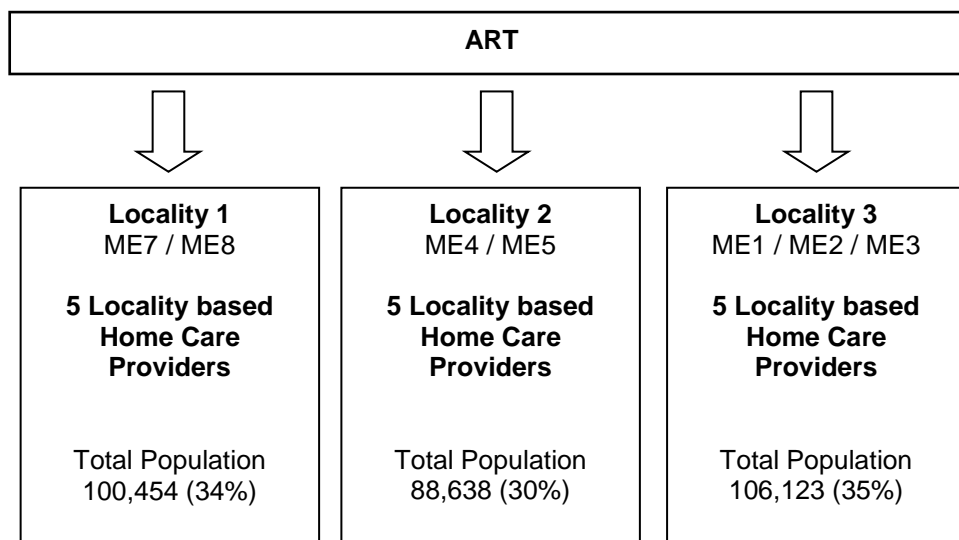 ART
Locality 1
ME7 / ME8
5 Locality based
Home Care
Providers
Total Population
100,454 (34%)
Locality 2
ME4 / ME5
5 Locality based
Home Care
Providers
Total Population
88,638 (30%)
Locality 3
ME1 / ME2 / ME3
5 Locality based
Home Care
Providers
Total Population
106,123 (35%)